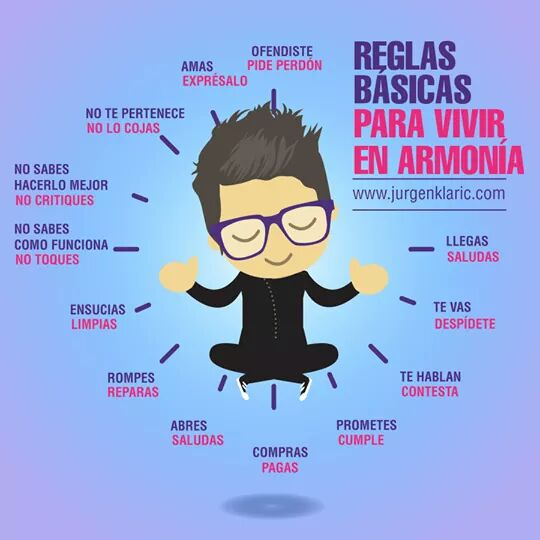 REGLAS
BÁSICAS
PARA VIVIR
EN ARMONÍA
www.jurgenklaric.com
OFENDISTE
PIDE PERDÓN
AMAS
EXPRÉSALO
NO TE PERTENECE
NO LO COJAS
NO SABES
HACERLO MEJOR
NO CRITIQUES
NO SABES
COMO FUNCIONA
NO TOQUES
ENSUCIAS
LIMPIAS
ROMPES
REPARAS
ABRES
SALUDAS
COMPRAS
PAGAS
PROMETES
CUMPLE
TE HABLAN
CONTESTA
TE VAS
DESPÍDETE
LLEGAS
SALUDAS